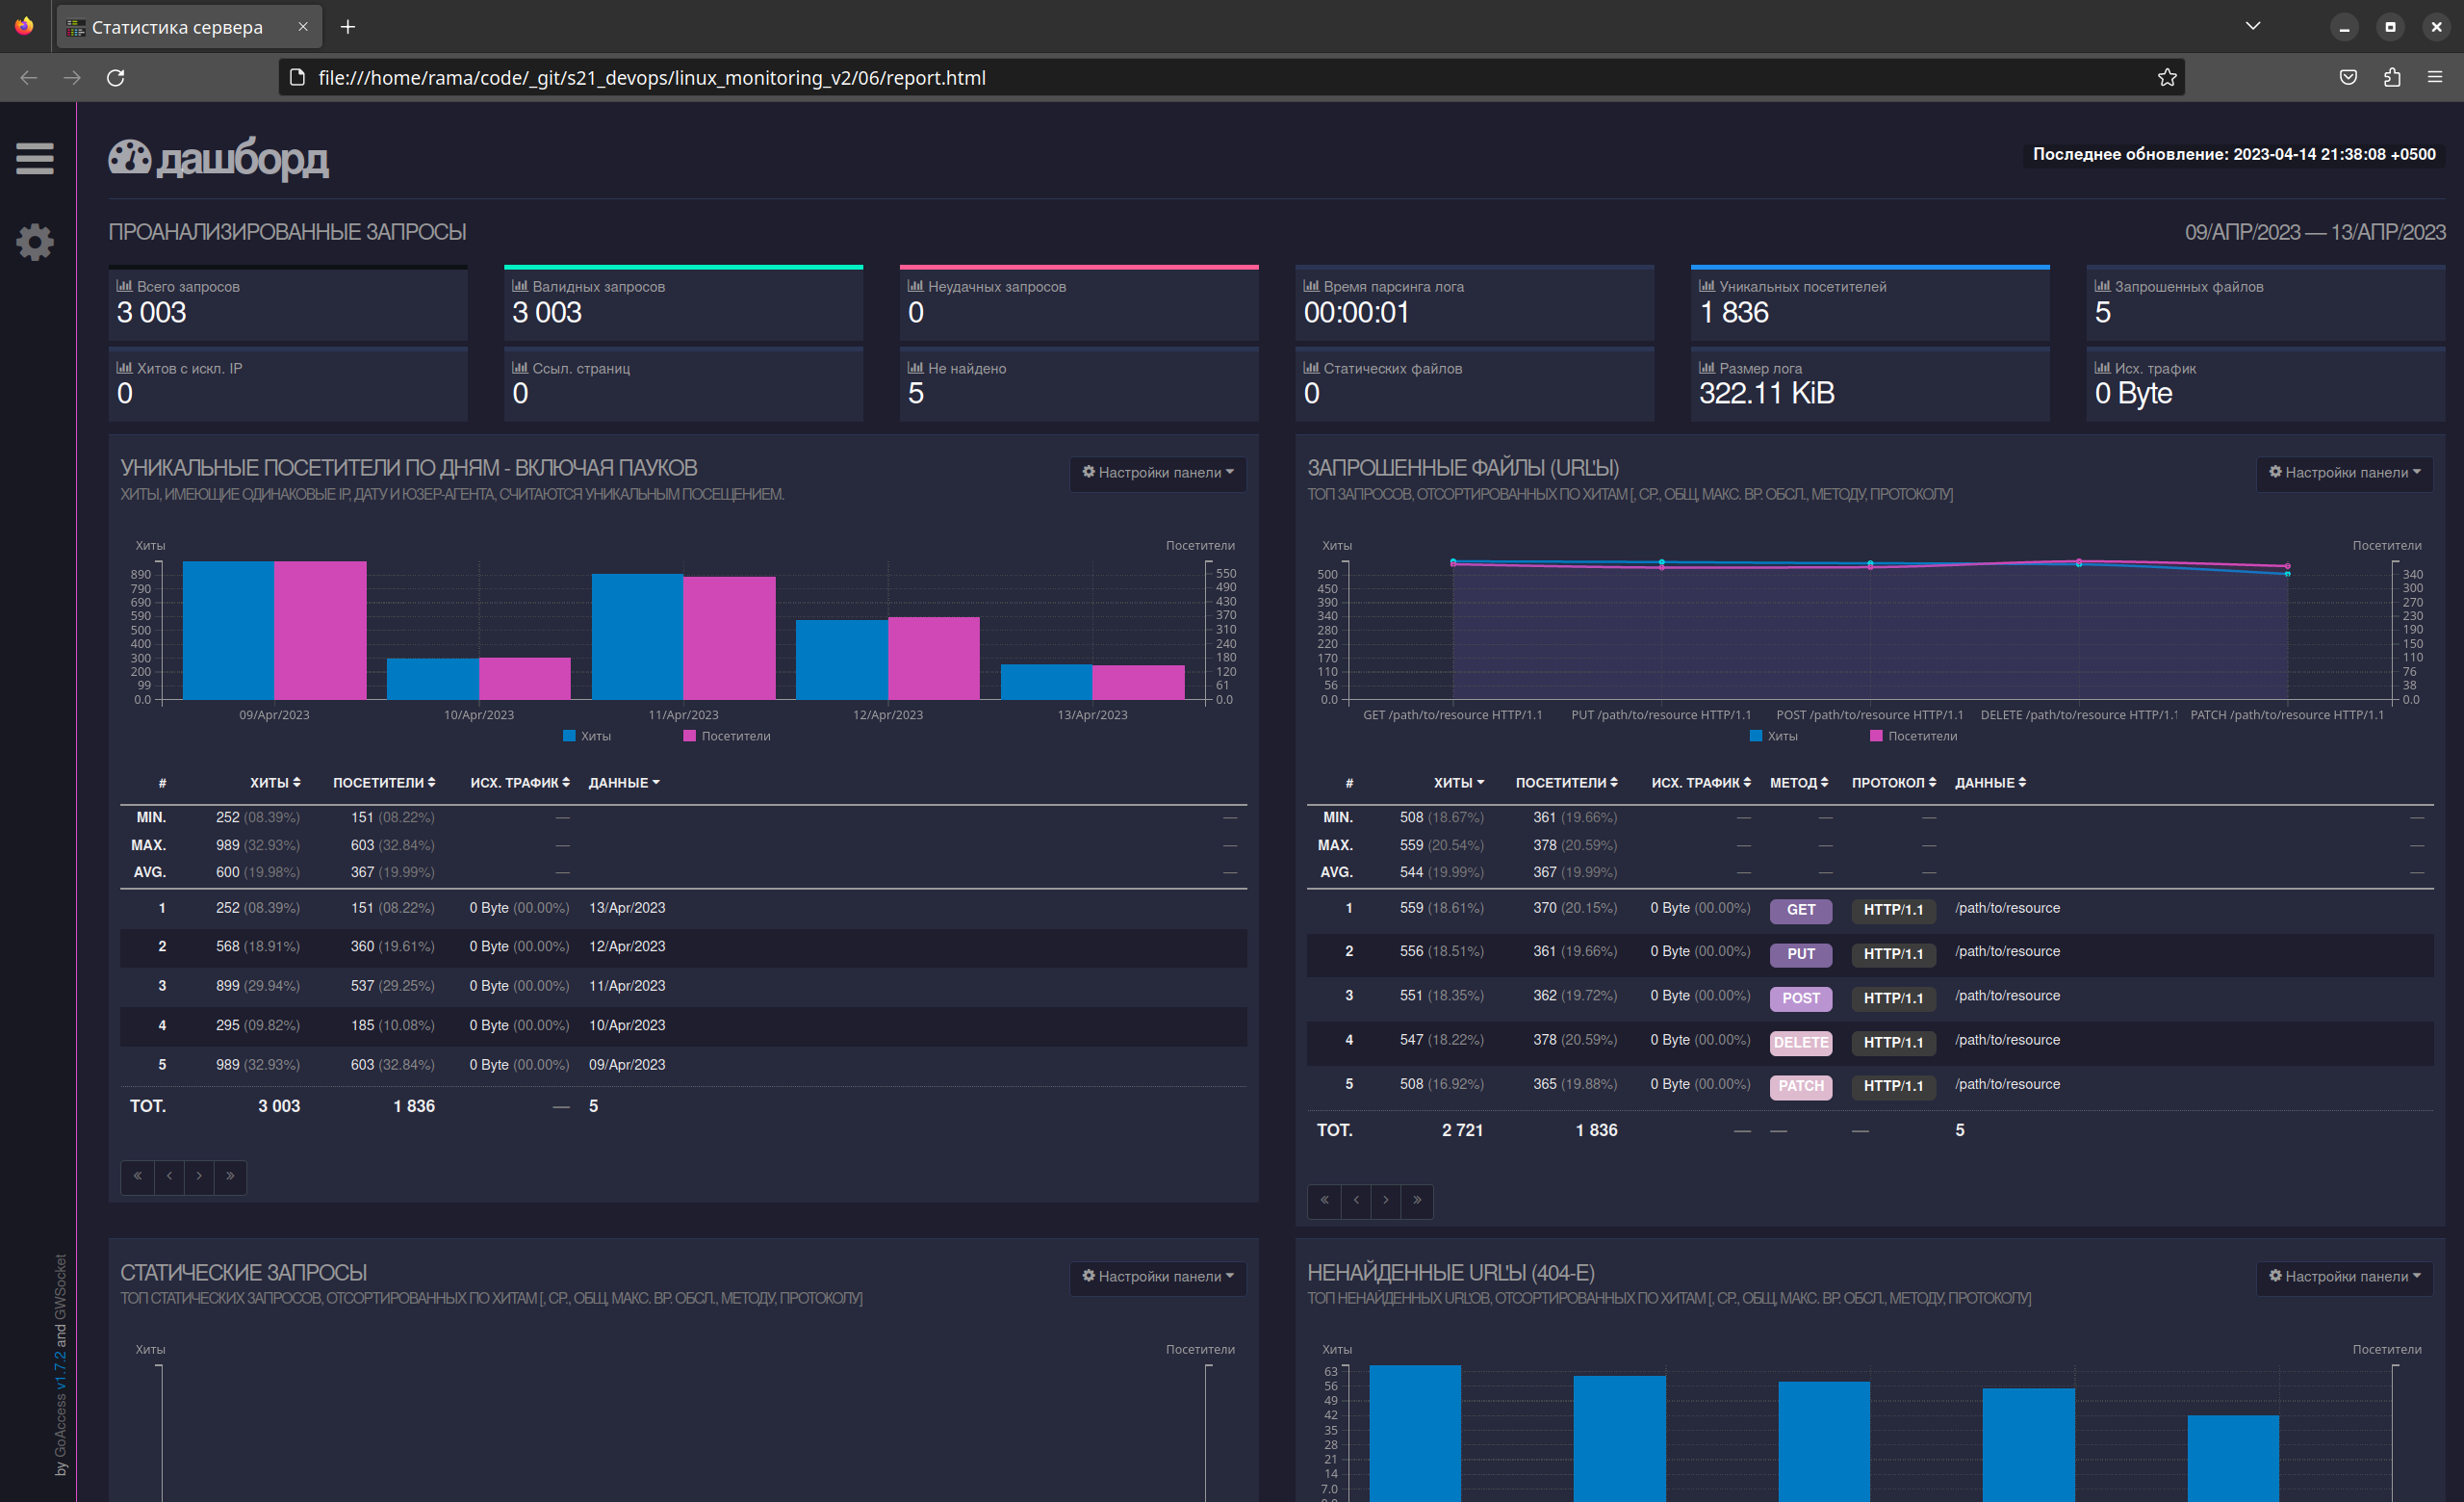 Статистика сервера
file:///home/rama/code/_git/s21_devops/linux_monitoring_v2/06/report.html
дашборд
Последнее обновление: 2023-04-14 21:38:08 +0500
ПРОАНАЛИЗИРОВАННЫЕ ЗАПРОСЫ
09/АПР/2023 — 13/АПР/2023
Всего запросов
3 003
Валидных запросов
3 003
Неудачных запросов
0
Время парсинга лога
00:00:01
Уникальных посетителей
1 836
Запрошенных файлов
5
Хитов с искл. IP
0
Ссыл. страниц
0
Не найдено
5
Статических файлов
0
Размер лога
322.11 KiB
Исх. трафик
0 Byte
УНИКАЛЬНЫЕ ПОСЕТИТЕЛИ ПО ДНЯМ - ВКЛЮЧАЯ ПАУКОВ
Настройки панели
ХИТЫ, ИМЕЮЩИЕ ОДИНАКОВЫЕ IP, ДАТУ И ЮЗЕР-АГЕНТА, СЧИТАЮТСЯ УНИКАЛЬНЫМ ПОСЕЩЕНИЕМ.
Хиты Посетители
890 550
790 490
690 430
590 370
500 310
400 240
300 180
200 120
99 61
0.0 0.0
09/Apr/2023 10/Apr/2023 11/Apr/2023 12/Apr/2023 13/Apr/2023
Хиты Посетители
# ХИТЫ ПОСЕТИТЕЛИ ИСХ. ТРАФИК ДАННЫЕ
MIN. 252 (08.39%) 151 (08.22%) — —
MAX. 989 (32.93%) 603 (32.84%) — —
AVG. 600 (19.98%) 367 (19.99%) — —
1 252 (08.39%) 151 (08.22%) 0 Byte (00.00%) 13/Apr/2023
2 568 (18.91%) 360 (19.61%) 0 Byte (00.00%) 12/Apr/2023
3 899 (29.94%) 537 (29.25%) 0 Byte (00.00%) 11/Apr/2023
4 295 (09.82%) 185 (10.08%) 0 Byte (00.00%) 10/Apr/2023
5 989 (32.93%) 603 (32.84%) 0 Byte (00.00%) 09/Apr/2023
TOT. 3 003 1 836 — 5
« ‹ › »
ЗАПРОШЕННЫЕ ФАЙЛЫ (URL'Ы)
Настройки панели
ТОП ЗАПРОСОВ, ОТСОРТИРОВАННЫХ ПО ХИТАМ [, СР., ОБЩ, МАКС. ВР. ОБСЛ., МЕТОДУ, ПРОТОКОЛУ]
Хиты Посетители
500 340
450 300
390 270
340 230
280 190
220 150
170 110
110 76
56 38
0.0 0.0
GET /path/to/resource HTTP/1.1 PUT /path/to/resource HTTP/1.1 POST /path/to/resource HTTP/1.1 DELETE /path/to/resource HTTP/1.1 PATCH /path/to/resource HTTP/1.1
Хиты Посетители
# ХИТЫ ПОСЕТИТЕЛИ ИСХ. ТРАФИК МЕТОД ПРОТОКОЛ ДАННЫЕ
MIN. 508 (18.67%) 361 (19.66%) — — — —
MAX. 559 (20.54%) 378 (20.59%) — — — —
AVG. 544 (19.99%) 367 (19.99%) — — — —
1 559 (18.61%) 370 (20.15%) 0 Byte (00.00%) GET HTTP/1.1 /path/to/resource
2 556 (18.51%) 361 (19.66%) 0 Byte (00.00%) PUT HTTP/1.1 /path/to/resource
3 551 (18.35%) 362 (19.72%) 0 Byte (00.00%) POST HTTP/1.1 /path/to/resource
4 547 (18.22%) 378 (20.59%) 0 Byte (00.00%) DELETE HTTP/1.1 /path/to/resource
5 508 (16.92%) 365 (19.88%) 0 Byte (00.00%) PATCH HTTP/1.1 /path/to/resource
TOT. 2 721 1 836 — — — 5
« ‹ › »
СТАТИЧЕСКИЕ ЗАПРОСЫ
Настройки панели
ТОП СТАТИЧЕСКИХ ЗАПРОСОВ, ОТСОРТИРОВАННЫХ ПО ХИТАМ [, СР., ОБЩ, МАКС. ВР. ОБСЛ., МЕТОДУ, ПРОТОКОЛУ]
Хиты Посетители
НЕНАЙДЕННЫЕ URL'Ы (404-Е)
Настройки панели
ТОП НЕНАЙДЕННЫХ URL'ОВ, ОТСОРТИРОВАННЫХ ПО ХИТАМ [, СР., ОБЩ, МАКС. ВР. ОБСЛ., МЕТОДУ, ПРОТОКОЛУ]
Хиты Посетители
63
56
49
42
35
28
21
14
7.0
by GoAccess v1.7.2 and GWSocket